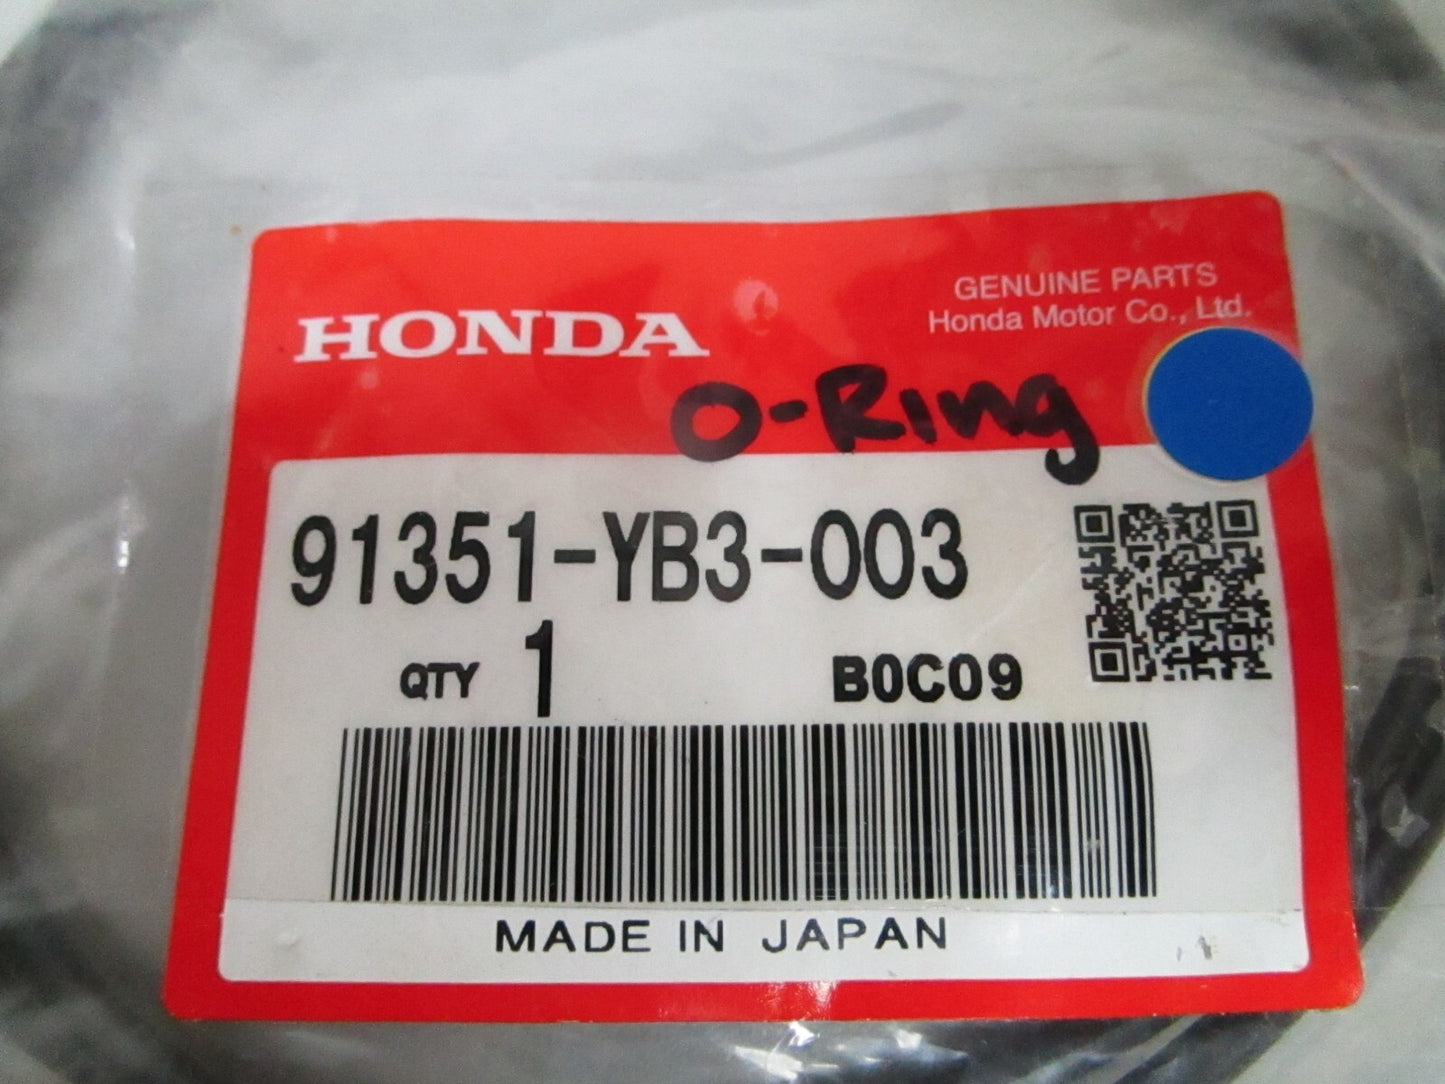 GENUINE PARTS
Honda Motor Co., Ltd.
HONDA
O-Ring
91351-YB3-003
QTY 1 B0C09
MADE IN JAPAN